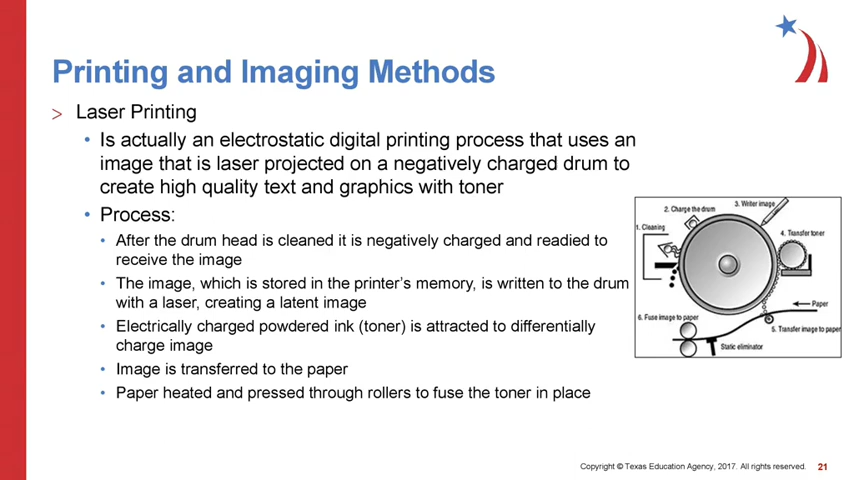 Printing and Imaging Methods
> Laser Printing
• Is actually an electrostatic digital printing process that uses an
image that is laser projected on a negatively charged drum to
create high quality text and graphics with toner
• Process:
• After the drum head is cleaned it is negatively charged and readied to
receive the image
• The image, which is stored in the printer's memory, is written to the drum
with a laser, creating a latent image
• Electrically charged powdered ink (toner) is attracted to differentially
charge image
• Image is transferred to the paper
• Paper heated and pressed through rollers to fuse the toner in place
1. Cleaning
2. Charge the drum
3. Writer image
4. Transfer toner
Paper
5. Transfer image to paper
6. Fuse image to paper
Static eliminator
Copyright © Texas Education Agency, 2017. All rights reserved.
21